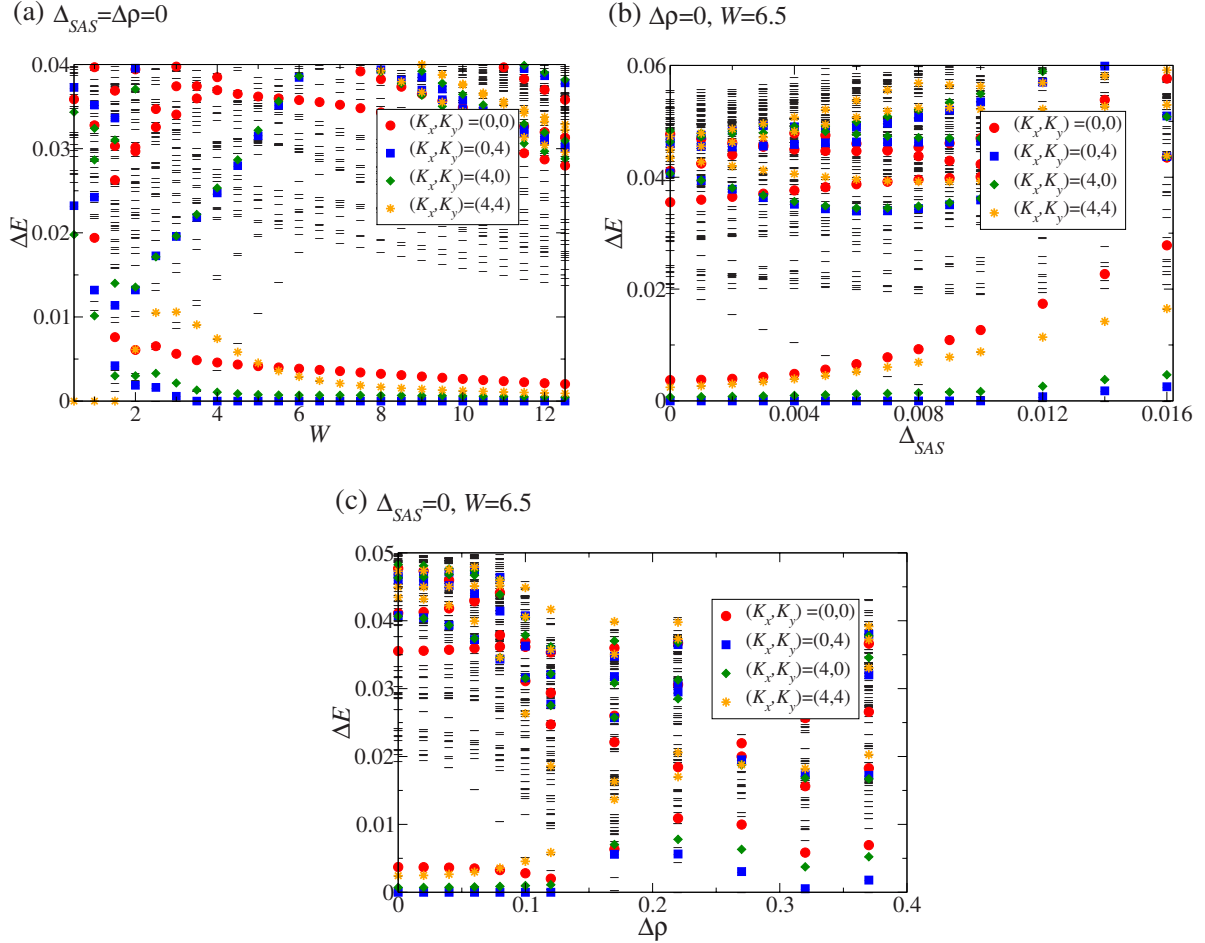 (a) Δ_SAS=Δρ=0
0.04
0.03
0.02
0.01
0
ΔE
2 4 6 8 10 12
W
(K_x,K_y) =(0,0)
(K_x,K_y)=(0,4)
(K_x,K_y)=(4,0)
(K_x,K_y)=(4,4)
(b) Δρ=0, W=6.5
0.06
0.04
0.02
0
ΔE
0 0.004 0.008 0.012 0.016
Δ_SAS
(K_x,K_y) =(0,0)
(K_x,K_y)=(0,4)
(K_x,K_y)=(4,0)
(K_x,K_y)=(4,4)
(c) Δ_SAS=0, W=6.5
0.05
0.04
0.03
0.02
0.01
0
ΔE
0 0.1 0.2 0.3 0.4
Δρ
(K_x,K_y) =(0,0)
(K_x,K_y)=(0,4)
(K_x,K_y)=(4,0)
(K_x,K_y)=(4,4)